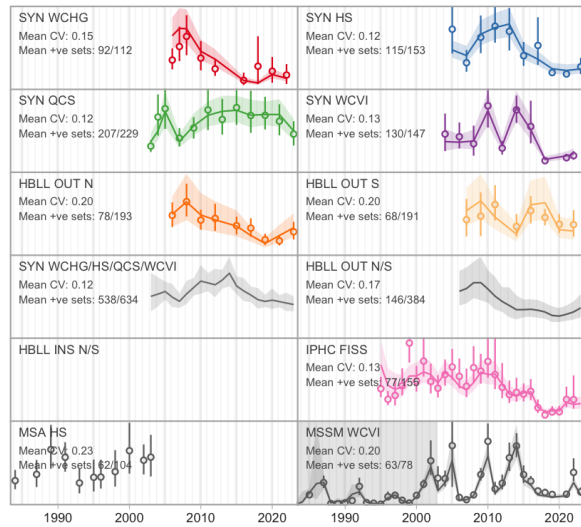 SYN WCHG
Mean CV: 0.15
Mean +ve sets: 92/112
SYN HS
Mean CV: 0.12
Mean +ve sets: 115/153
SYN QCS
Mean CV: 0.12
Mean +ve sets: 207/229
SYN WCVI
Mean CV: 0.13
Mean +ve sets: 130/147
HBLL OUT N
Mean CV: 0.20
Mean +ve sets: 78/193
HBLL OUT S
Mean CV: 0.20
Mean +ve sets: 68/191
SYN WCHG/HS/QCS/WCVI
Mean CV: 0.12
Mean +ve sets: 538/634
HBLL OUT N/S
Mean CV: 0.17
Mean +ve sets: 146/384
HBLL INS N/S
IPHC FISS
Mean CV: 0.13
Mean +ve sets: 77/155
MSA HS
Mean CV: 0.23
Mean +ve sets: 62/104
MSSM WCVI
Mean CV: 0.20
Mean +ve sets: 63/78
1990 2000 2010 2020 1990 2000 2010 2020